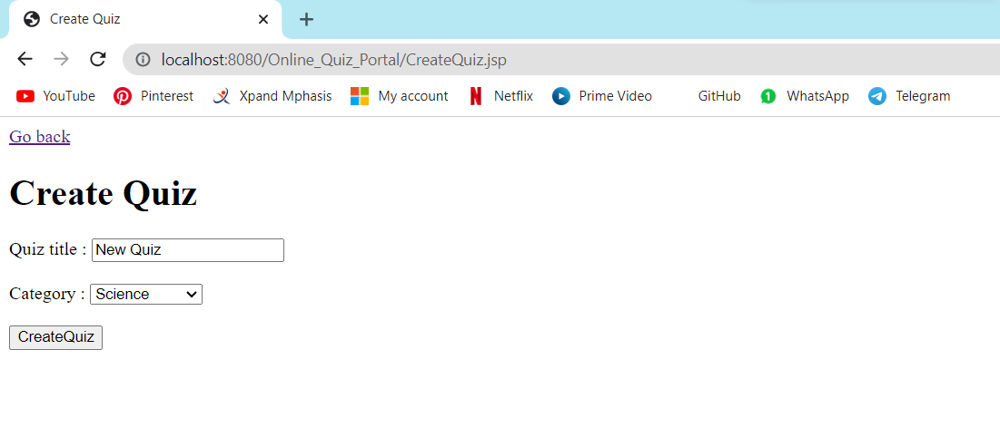 Create Quiz
localhost:8080/Online_Quiz_Portal/CreateQuiz.jsp
YouTube Pinterest Xpand Mphasis My account Netflix Prime Video GitHub 1 WhatsApp Telegram
Go back
Create Quiz
Quiz title : New Quiz
Category : Science
CreateQuiz